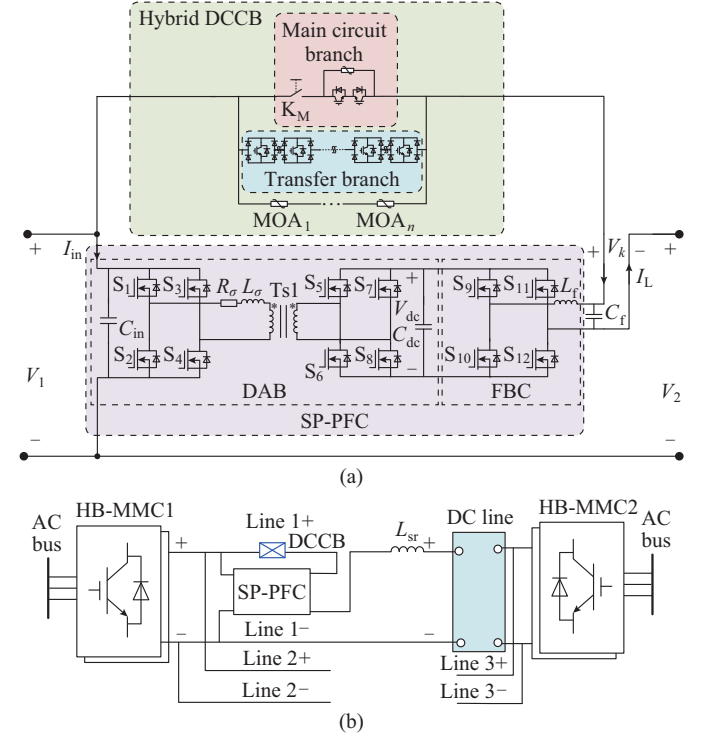 Hybrid DCCB
Main circuit
branch
K_M
Transfer branch
MOA_1
MOA_n
+
I_in
+
V_k
−
+
S_1
S_3
R_σ
L_σ
Ts1
*
*
S_5
S_7
+
S_9
S_11
L_f
I_L
C_in
V_dc
C_dc
C_f
S_2
S_4
S_6
S_8
−
S_10
S_12
V_1
V_2
DAB
FBC
SP-PFC
−
−
(a)
HB-MMC1
HB-MMC2
AC
bus
Line 1+
DCCB
L_sr
DC line
AC
bus
+
+
SP-PFC
−
Line 1−
−
Line 2+
Line 3+
Line 2−
Line 3−
(b)